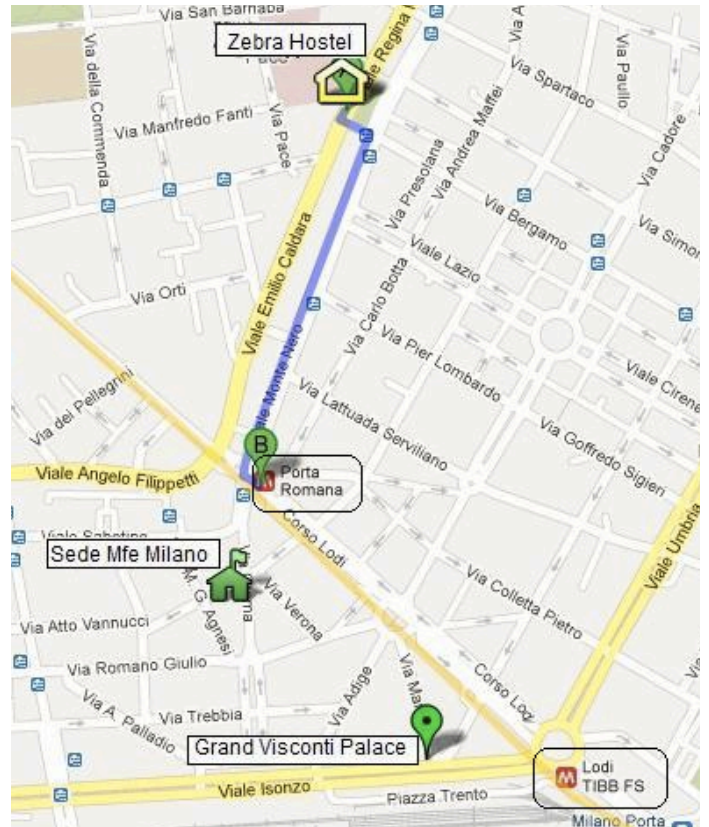 Via San Barnaba
Zebra Hostel
Pace
Viale Regina
Via della Commenda
Via Manfredo Fanti
Via Pace
Via Spartaco
Via Paullo
Via Andrea Maffei
Via Presolana
Via Cadore
Via Bergamo
Via Simo
Viale Lazio
Via Orti
Viale Emilio Caldara
Via Carlo Botta
Viale Monte Nero
Via Pier Lombardo
Viale Cirene
Via dei Pellegrini
Via Lattuada Serviliano
Via Goffredo Sigieri
B
Porta
Romana
Viale Angelo Filippetti
Corso Lodi
Viale Umbria
Viale Sabotino
Sede Mfe Milano
M. G. Agnesi
Via Verona
Via Colletta Pietro
Via Atto Vannucci
Via Romano Giulio
Via Adige
Via Ma
Corso Lodi
Via A. Palladio
Via Trebbia
Grand Visconti Palace
Lodi
TIBB FS
Viale Isonzo
Piazza Trento
Milano Porta